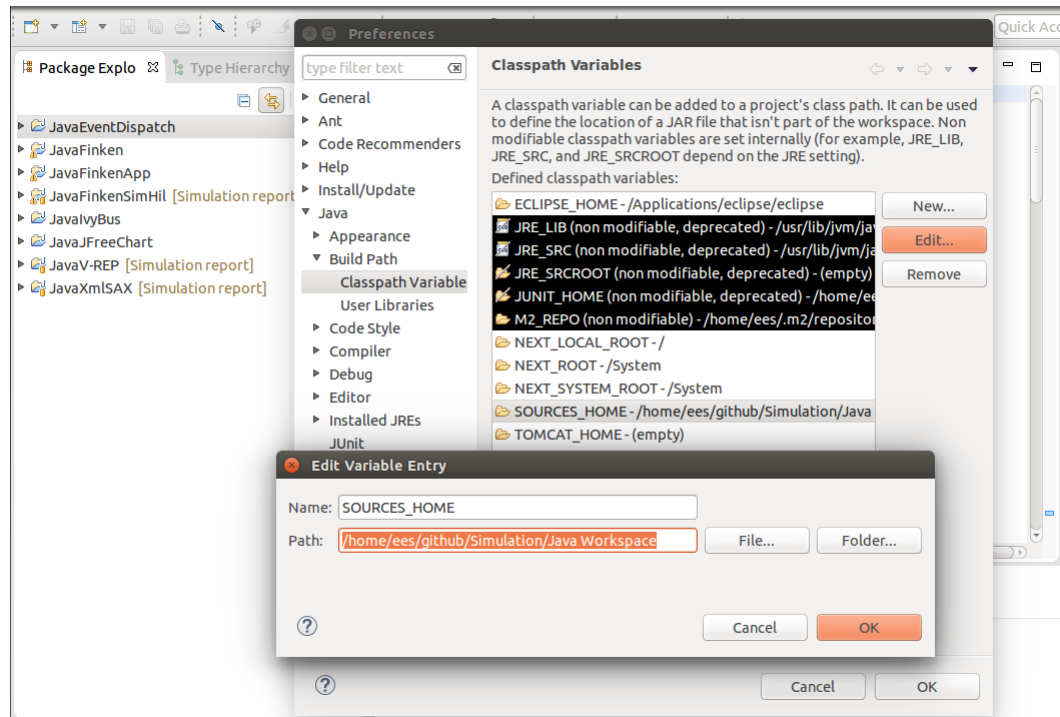 Quick Acc
Preferences
Package Explo
Type Hierarchy
JavaEventDispatch
JavaFinken
JavaFinkenApp
JavaFinkenSimHil [Simulation report
JavaIvyBus
JavaJFreeChart
JavaV-REP [Simulation report]
JavaXmlSAX [Simulation report]
type filter text
General
Ant
Code Recommenders
Help
Install/Update
Java
Appearance
Build Path
Classpath Variable
User Libraries
Code Style
Compiler
Debug
Editor
Installed JREs
JUnit
Classpath Variables
A classpath variable can be added to a project's class path. It can be used
to define the location of a JAR file that isn't part of the workspace. Non
modifiable classpath variables are set internally (for example, JRE_LIB,
JRE_SRC, and JRE_SRCROOT depend on the JRE setting).
Defined classpath variables:
ECLIPSE_HOME - /Applications/eclipse/eclipse
JRE_LIB (non modifiable, deprecated) - /usr/lib/jvm/ja
JRE_SRC (non modifiable, deprecated) - /usr/lib/jvm/ja
JRE_SRCROOT (non modifiable, deprecated) - (empty)
JUNIT_HOME (non modifiable, deprecated) - /home/ee
M2_REPO (non modifiable) - /home/ees/.m2/repositor
NEXT_LOCAL_ROOT - /
NEXT_ROOT - /System
NEXT_SYSTEM_ROOT - /System
SOURCES_HOME - /home/ees/github/Simulation/Java
TOMCAT_HOME - (empty)
New...
Edit...
Remove
Edit Variable Entry
Name: SOURCES_HOME
Path: /home/ees/github/Simulation/Java Workspace
File...
Folder...
Cancel
OK
Cancel
OK